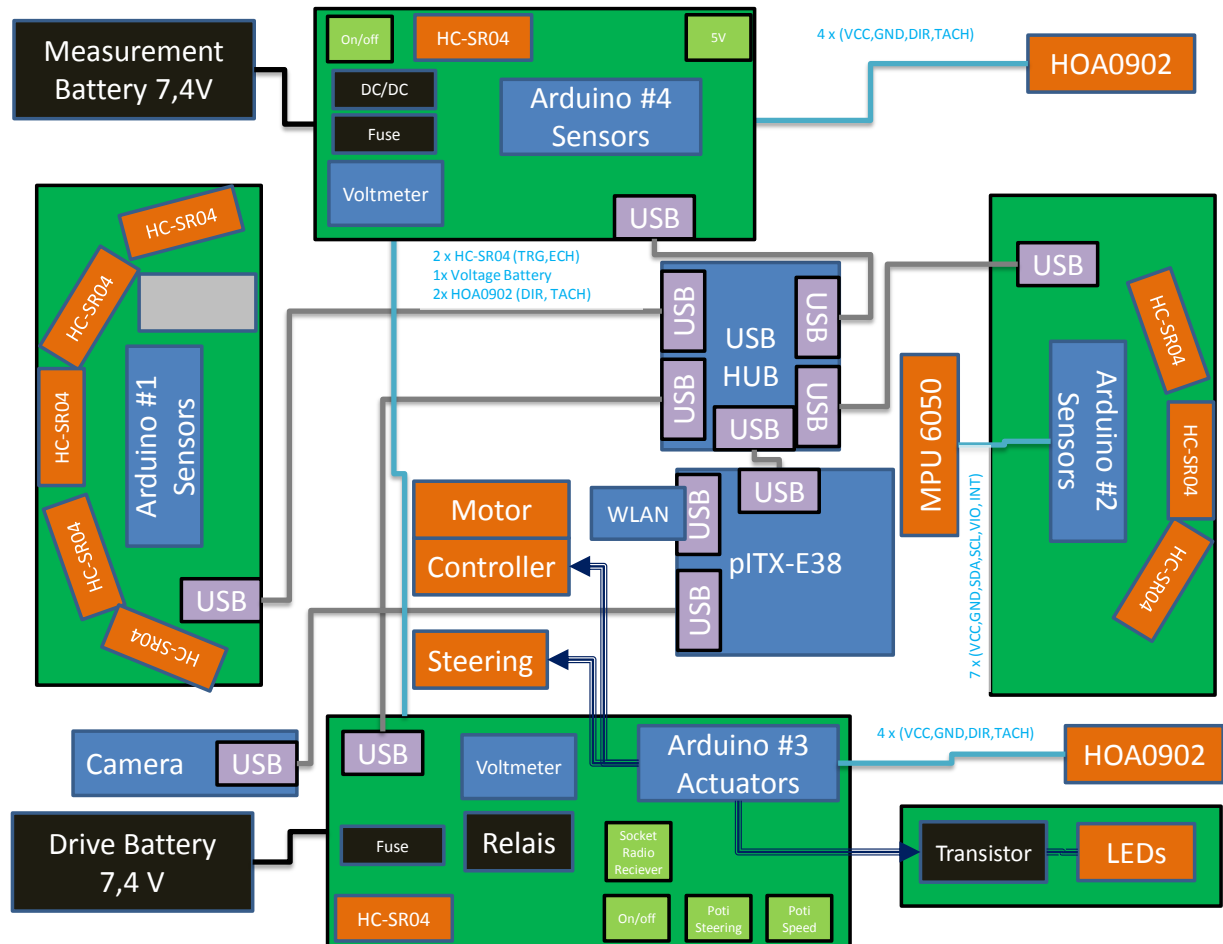 Measurement
Battery 7,4V
On/off
HC-SR04
5V
DC/DC
Fuse
Voltmeter
Arduino #4
Sensors
USB
4 x (VCC,GND,DIR,TACH)
HOA0902
HC-SR04
HC-SR04
HC-SR04
HC-SR04
HC-SR04
Arduino #1
Sensors
USB
2 x HC-SR04 (TRG,ECH)
1x Voltage Battery
2x HOA0902 (DIR, TACH)
USB
USB
USB
HUB
USB
USB
USB
USB
HC-SR04
HC-SR04
HC-SR04
Arduino #2
Sensors
MPU 6050
7 x (VCC,GND,SDA,SCL,VIO,INT)
Motor
Controller
Steering
WLAN
USB
USB
USB
pITX-E38
Camera
USB
Drive Battery
7,4 V
USB
Voltmeter
Arduino #3
Actuators
Fuse
Relais
Socket
Radio
Reciever
HC-SR04
On/off
Poti
Steering
Poti
Speed
4 x (VCC,GND,DIR,TACH)
HOA0902
Transistor
LEDs